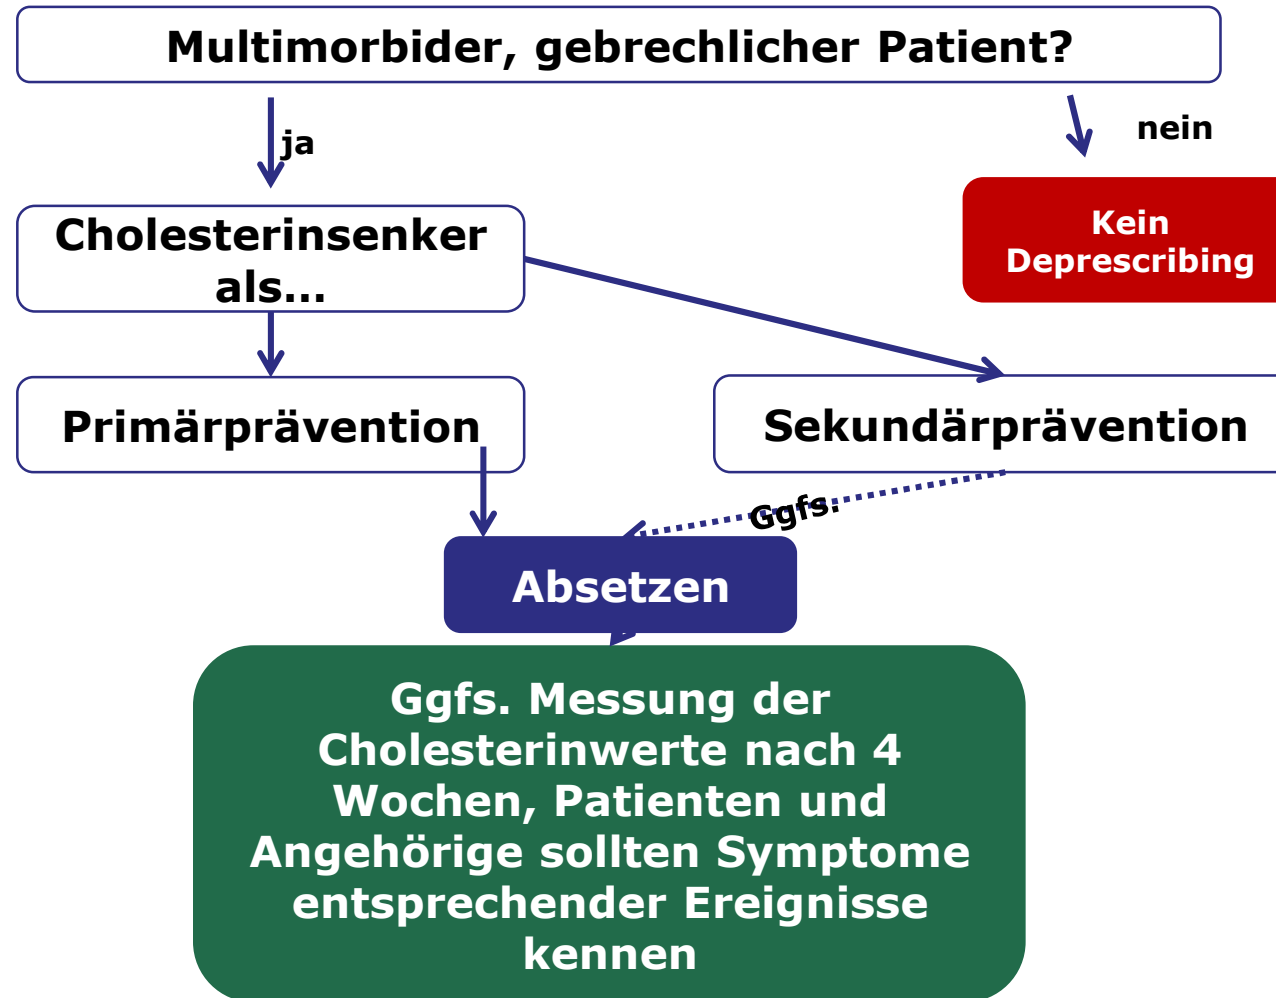 Multimorbider, gebrechlicher Patient?
ja
nein
Kein
Deprescribing
Cholesterinsenker
als...
Primärprävention
Sekundärprävention
Ggfs.
Absetzen
Ggfs. Messung der
Cholesterinwerte nach 4
Wochen, Patienten und
Angehörige sollten Symptome
entsprechender Ereignisse
kennen